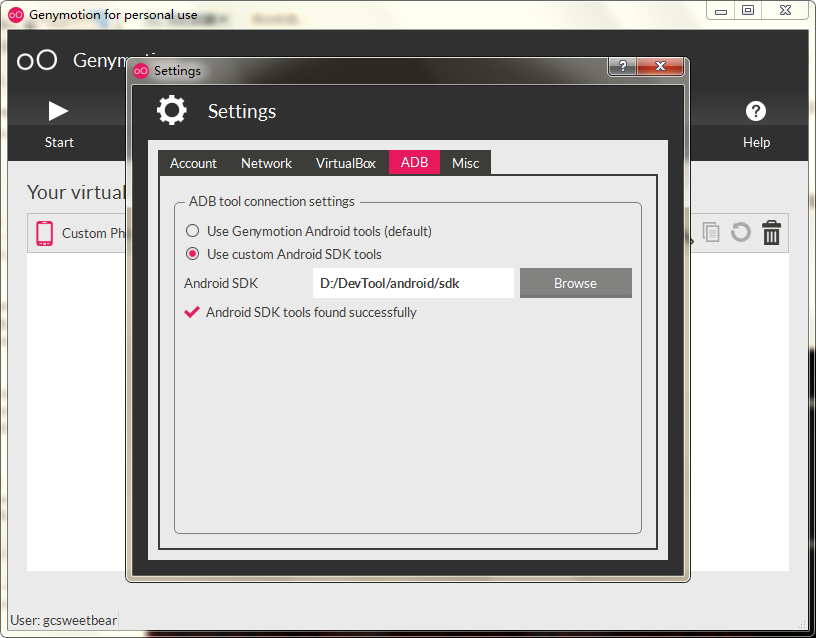 Genymotion for personal use
Settings
Settings
Start
Help
Account Network VirtualBox ADB Misc
Your virtual
ADB tool connection settings
Custom Ph
Use Genymotion Android tools (default)
Use custom Android SDK tools
Android SDK D:/DevTool/android/sdk Browse
Android SDK tools found successfully
User: gcsweetbear